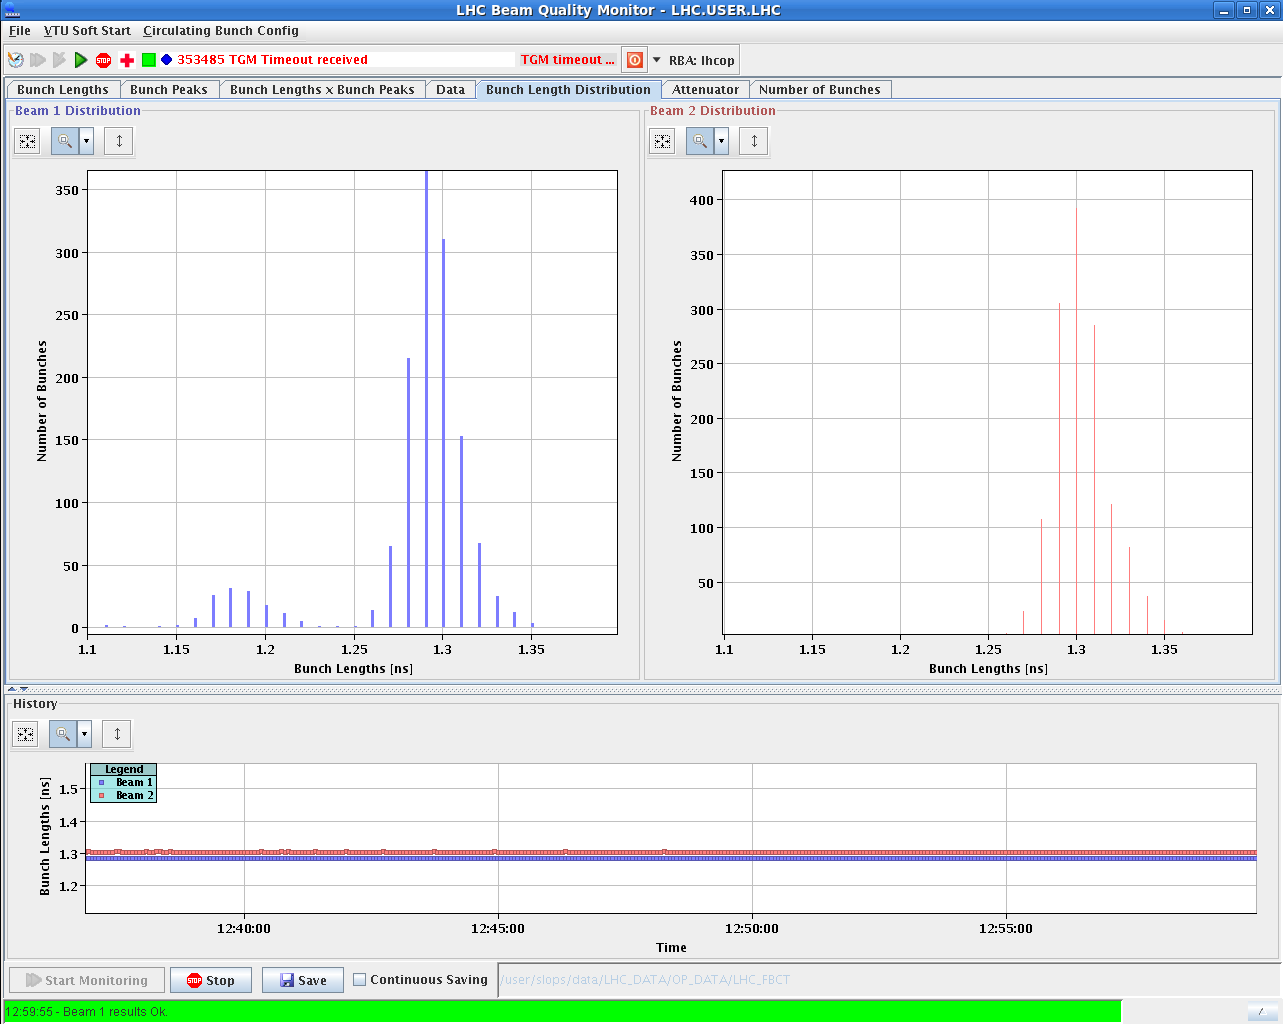 LHC Beam Quality Monitor - LHC.USER.LHC
File VTU Soft Start Circulating Bunch Config
STOP 353485 TGM Timeout received TGM timeout ... RBA: lhcop
Bunch Lengths Bunch Peaks Bunch Lengths x Bunch Peaks Data Bunch Length Distribution Attenuator Number of Bunches
Beam 1 Distribution
Number of Bunches
350
300
250
200
150
100
50
0
1.1 1.15 1.2 1.25 1.3 1.35
Bunch Lengths [ns]
Beam 2 Distribution
Number of Bunches
400
350
300
250
200
150
100
50
1.1 1.15 1.2 1.25 1.3 1.35
Bunch Lengths [ns]
History
Bunch Lengths [ns]
1.5
1.4
1.3
1.2
Legend
Beam 1
Beam 2
12:40:00 12:45:00 12:50:00 12:55:00
Time
Start Monitoring STOP Stop Save Continuous Saving /user/slops/data/LHC_DATA/OP_DATA/LHC_FBCT
12:59:55 - Beam 1 results Ok.